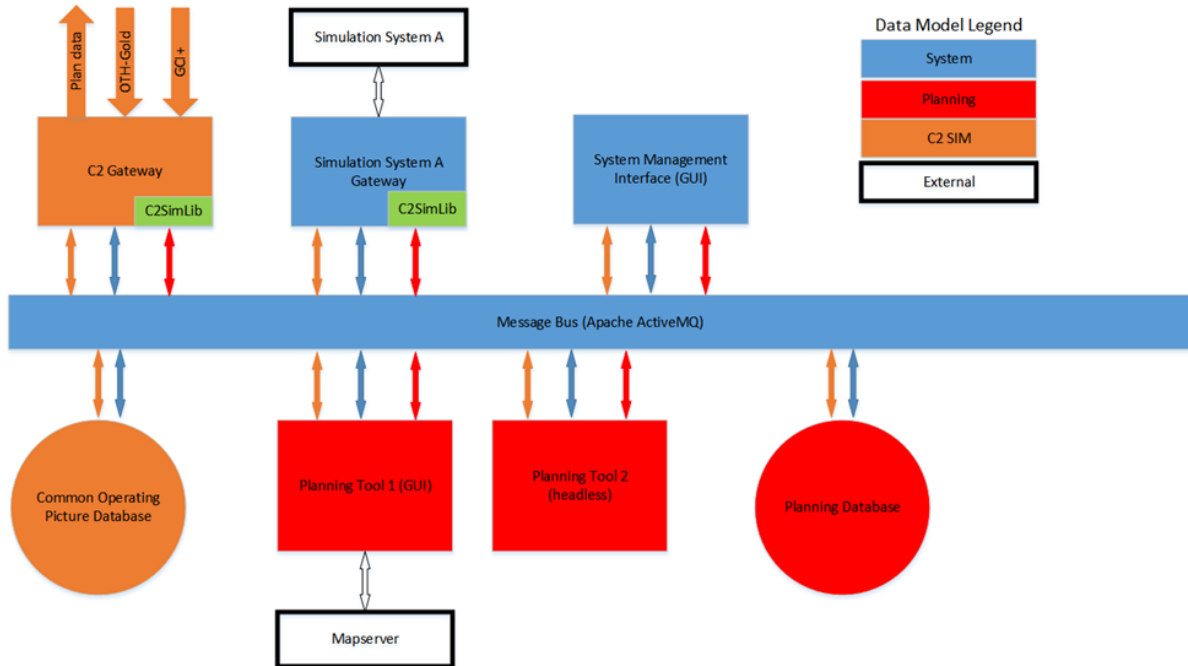 Plan data
OTH-Gold
GCI+
Simulation System A
Data Model Legend
System
Planning
C2 SIM
External
C2 Gateway
C2SimLib
Simulation System A
Gateway
C2SimLib
System Management
Interface (GUI)
Message Bus (Apache ActiveMQ)
Common Operating
Picture Database
Planning Tool 1 (GUI)
Planning Tool 2
(headless)
Planning Database
Mapserver